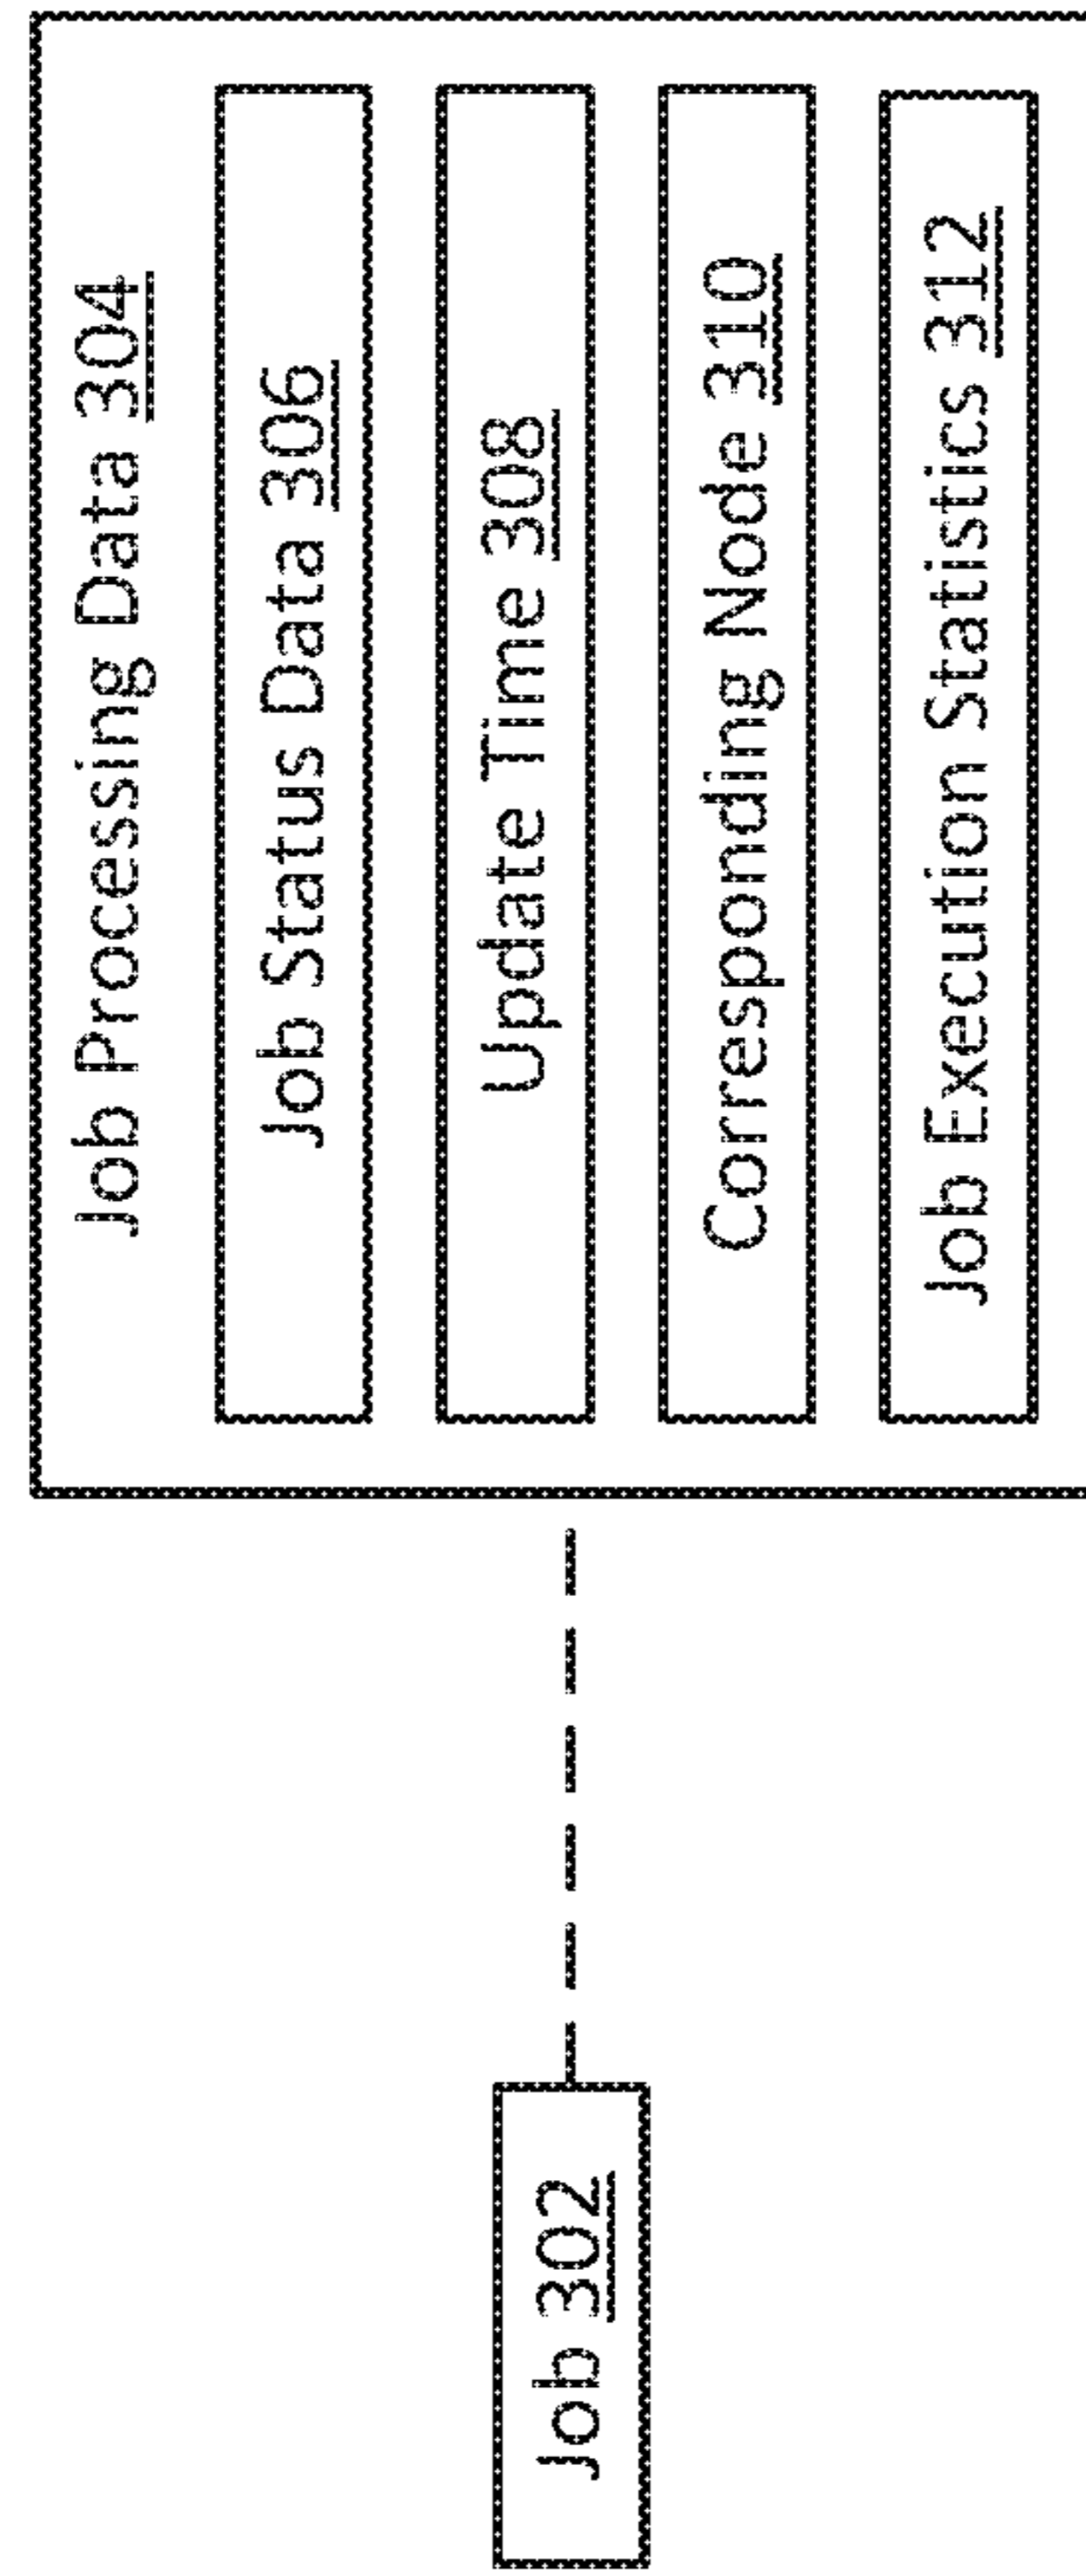 Job 302
Job Processing Data 304
Job Status Data 306
Update Time 308
Corresponding Node 310
Job Execution Statistics 312